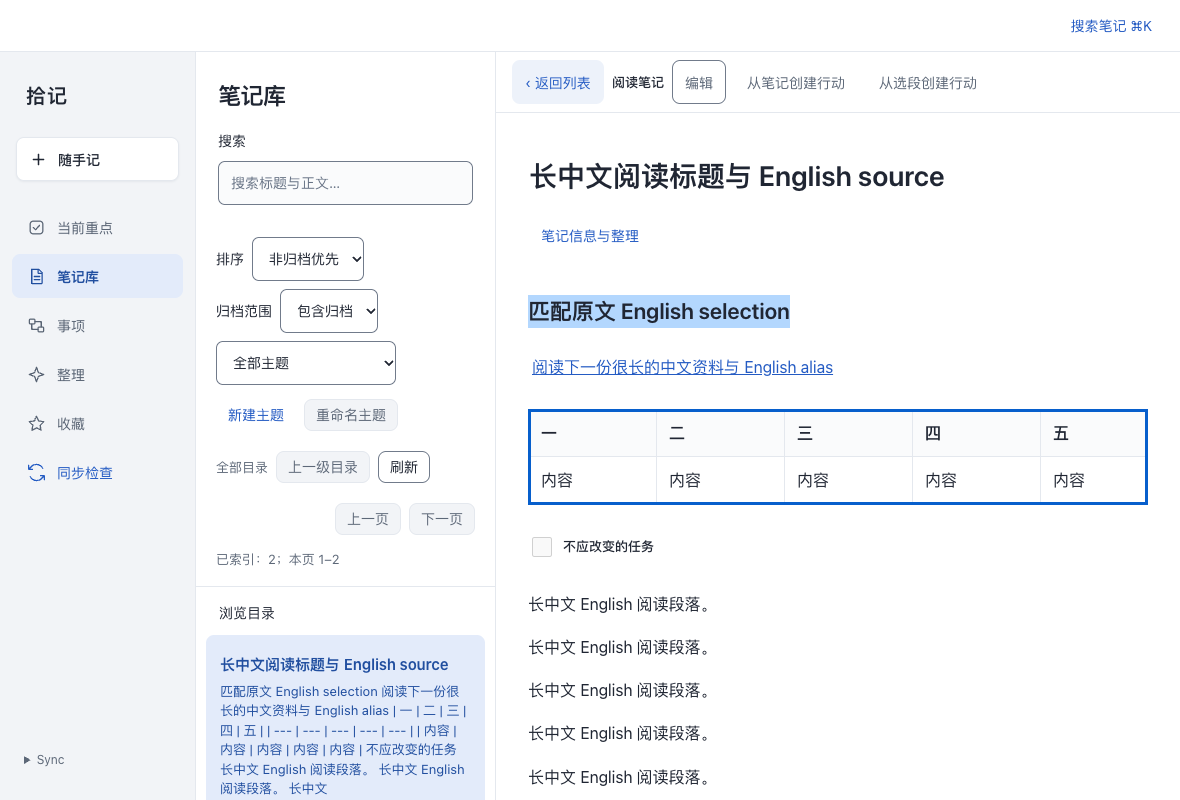 搜索笔记 ⌘K
拾记
随手记
当前重点
笔记库
事项
整理
收藏
同步检查
Sync
笔记库
搜索
搜索标题与正文...
排序 非归档优先
归档范围 包含归档
全部主题
新建主题 重命名主题
全部目录 上一级目录 刷新
上一页 下一页
已索引：2；本页 1–2
浏览目录
长中文阅读标题与 English source
匹配原文 English selection 阅读下一份很
长的中文资料与 English alias | 一 | 二 | 三 |
四 | 五 | | --- | --- | --- | --- | --- | | 内容 |
内容 | 内容 | 内容 | 内容 | 不应改变的任务
长中文 English 阅读段落。 长中文 English
阅读段落。 长中文
‹ 返回列表 阅读笔记 编辑 从笔记创建行动 从选段创建行动
长中文阅读标题与 English source
笔记信息与整理
匹配原文 English selection
阅读下一份很长的中文资料与 English alias
一 二 三 四 五
内容 内容 内容 内容 内容
不应改变的任务
长中文 English 阅读段落。
长中文 English 阅读段落。
长中文 English 阅读段落。
长中文 English 阅读段落。
长中文 English 阅读段落。